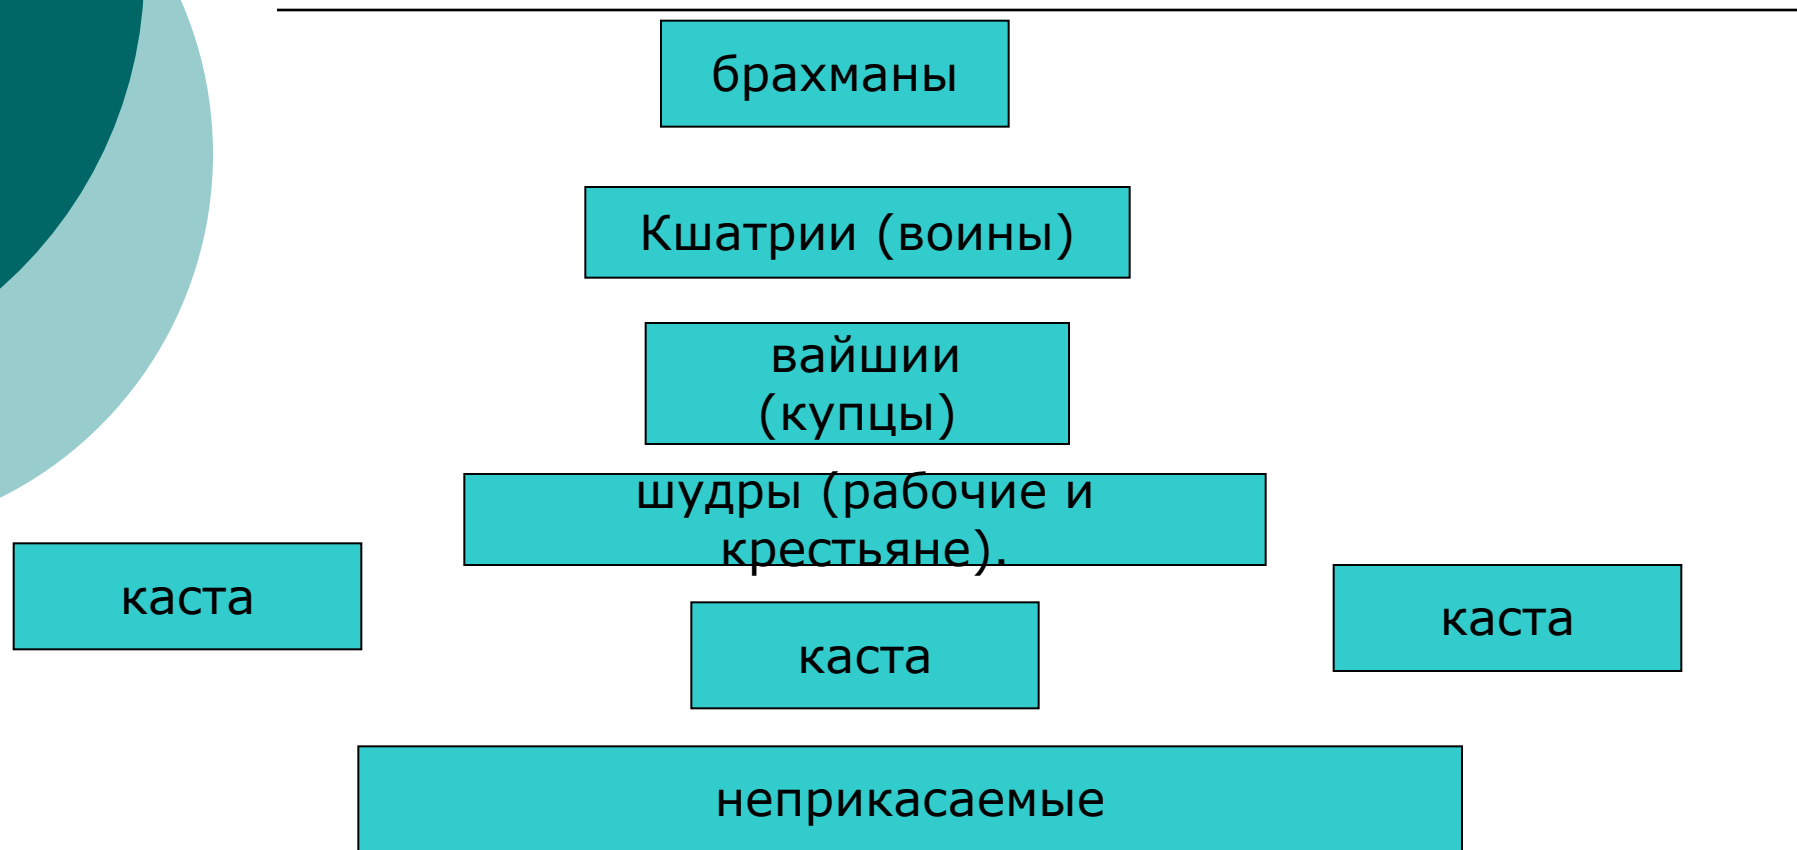 брахманы
Кшатрии (воины)
вайшии
(купцы)
шудры (рабочие и
крестьяне).
каста
каста
каста
неприкасаемые